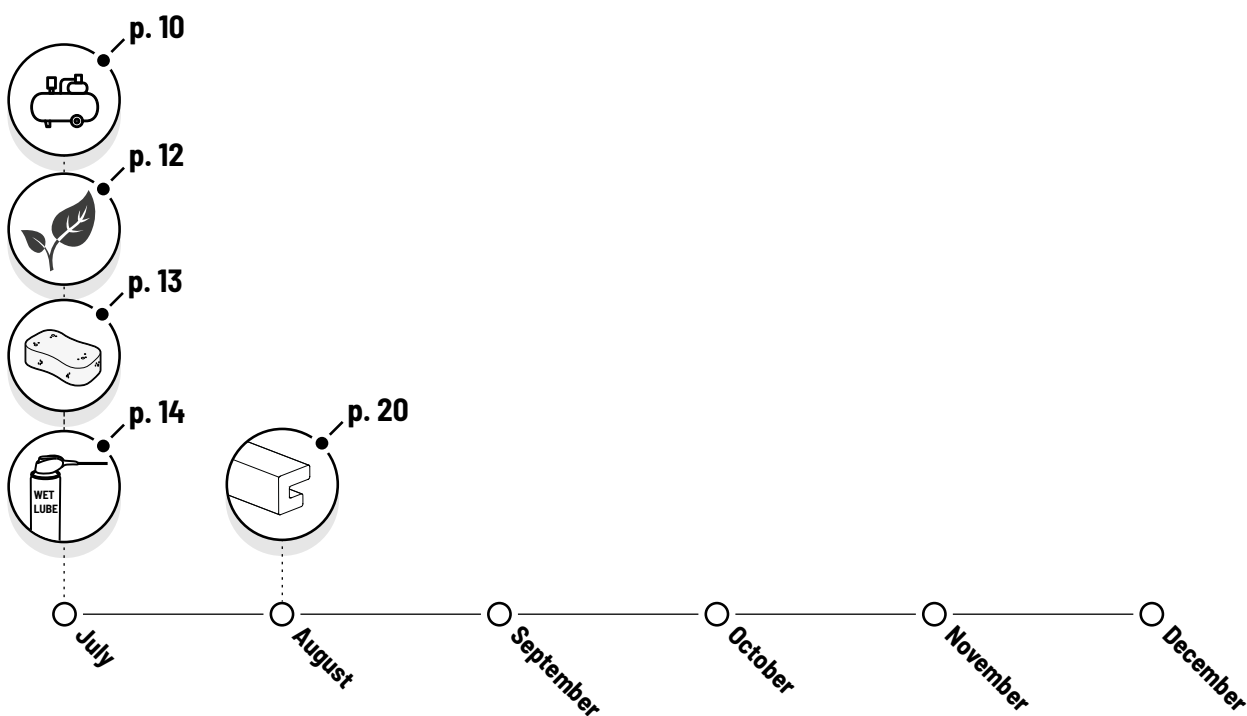 p. 10
p. 12
p. 13
p. 14
WET
LUBE
p. 20
July
August
September
October
November
December